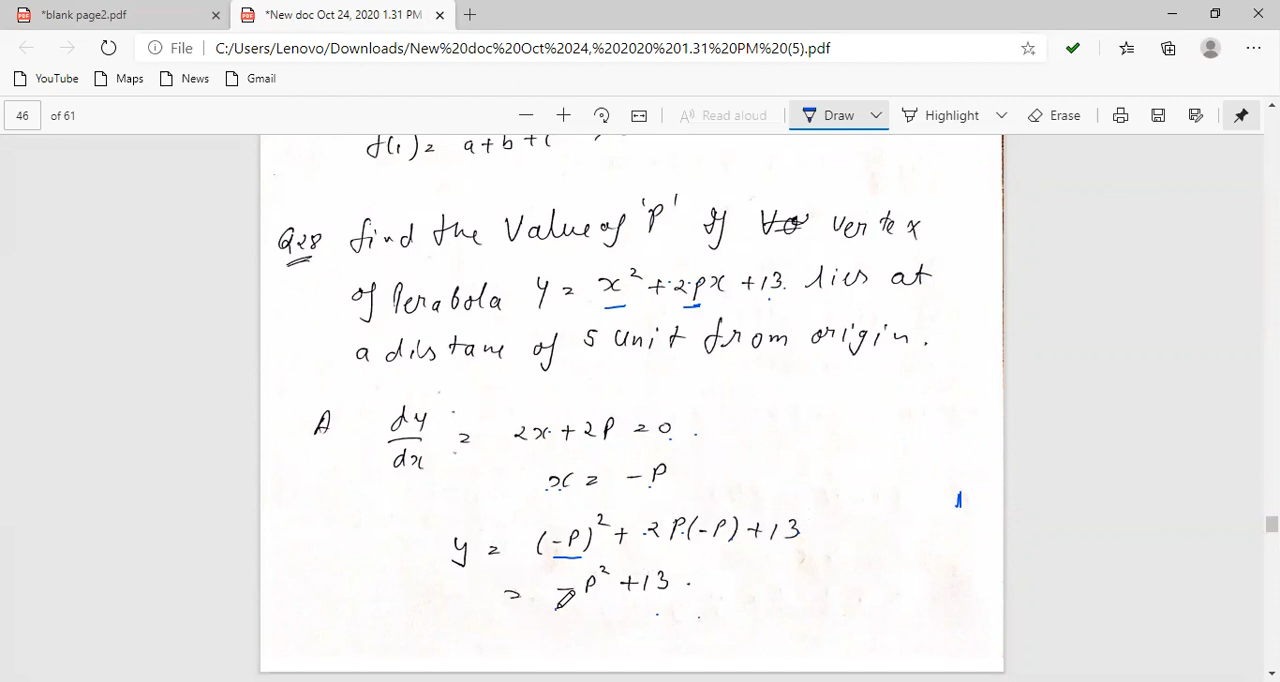 *blank page2.pdf
*New doc Oct 24, 2020 1.31 PM
File C:/Users/Lenovo/Downloads/New%20doc%20Oct%2024,%202020%201.31%20PM%20(5).pdf
YouTube Maps News Gmail
46 of 61 Read aloud Draw Highlight Erase
f(1) = a+b+c
Q28 find the Value of 'P' If vertex
of Perabola y = x² + 2px + 13. lies at
a distane of 5 unit from origin.
A dy/dx = 2x + 2P = 0.
x = -P
y = (-P)² + 2P.(-P) + 13
= -P² + 13.